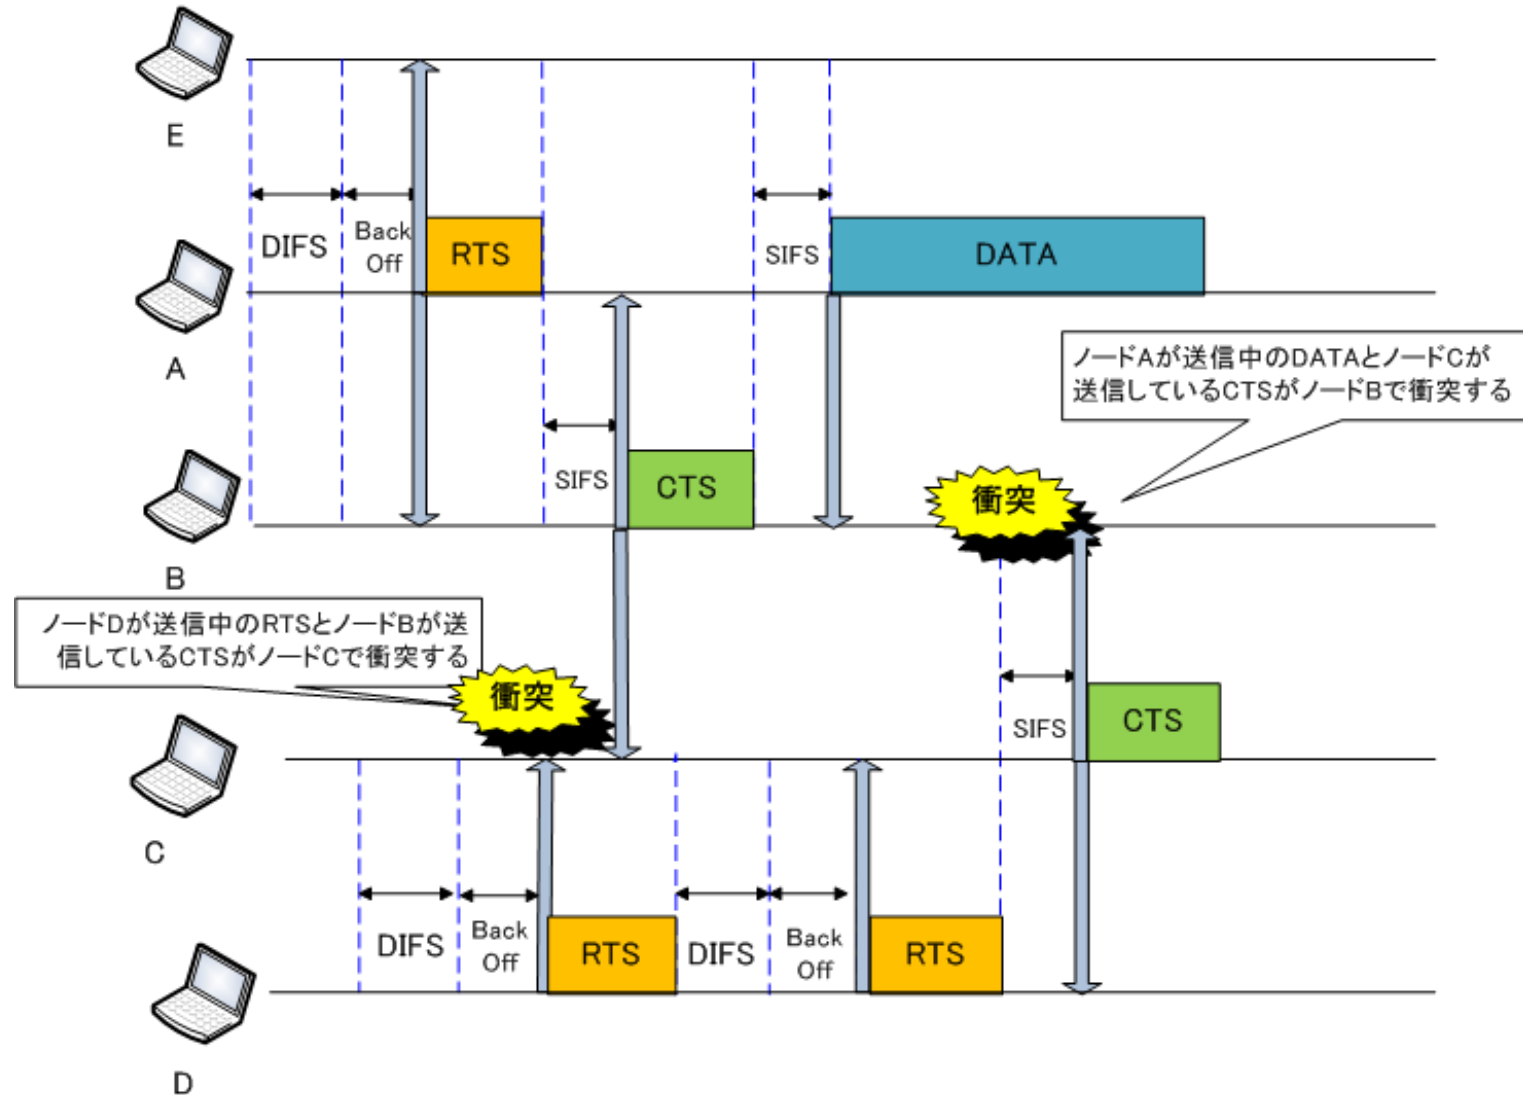 E
DIFS
Back
Off
RTS
SIFS
DATA
A
ノードAが送信中のDATAとノードCが
送信しているCTSがノードBで衝突する
SIFS
CTS
衝突
B
ノードDが送信中のRTSとノードBが送
信しているCTSがノードCで衝突する
衝突
SIFS
CTS
C
DIFS
Back
Off
RTS
DIFS
Back
Off
RTS
D